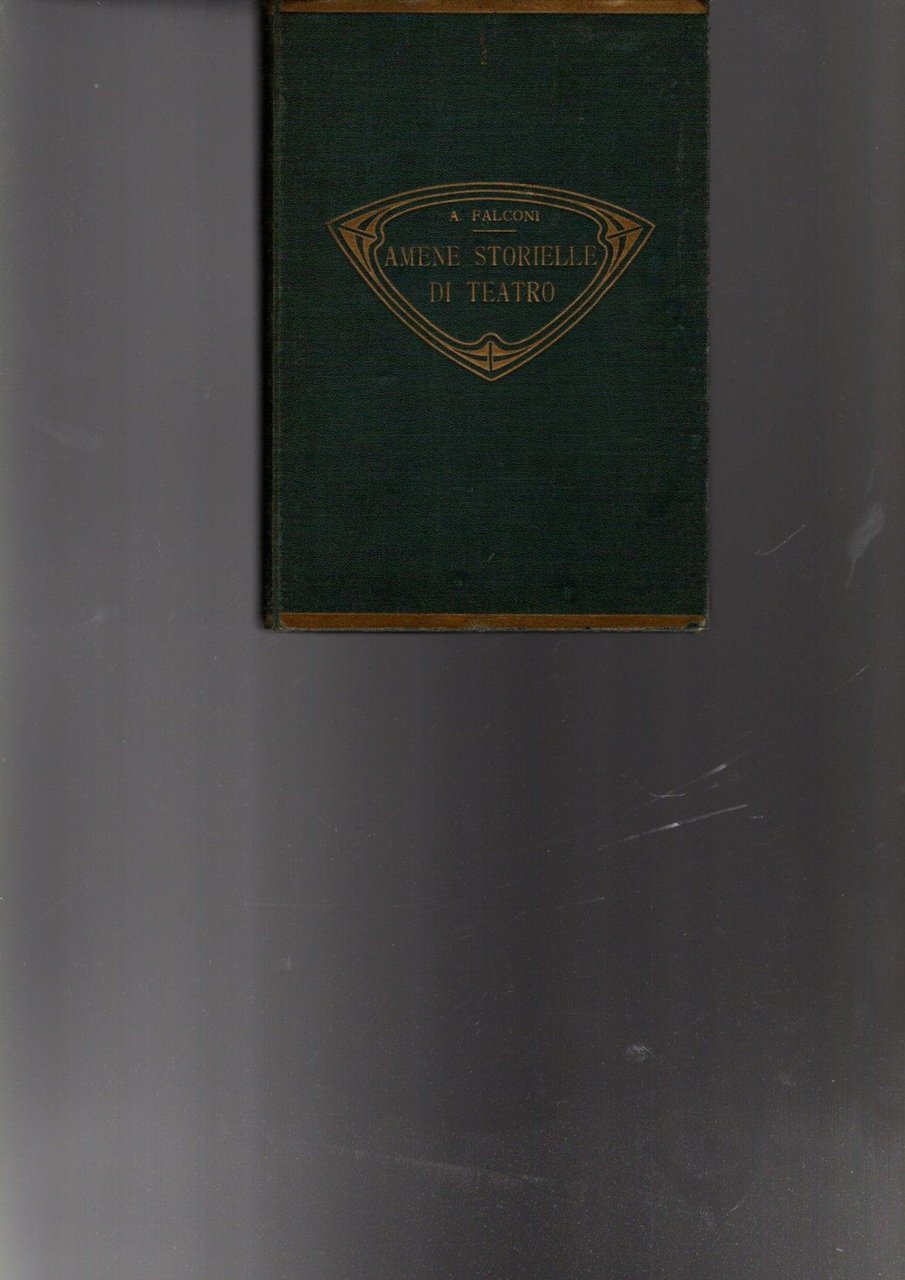 A. FALCONI
AMENE STORIELLE
DI TEATRO